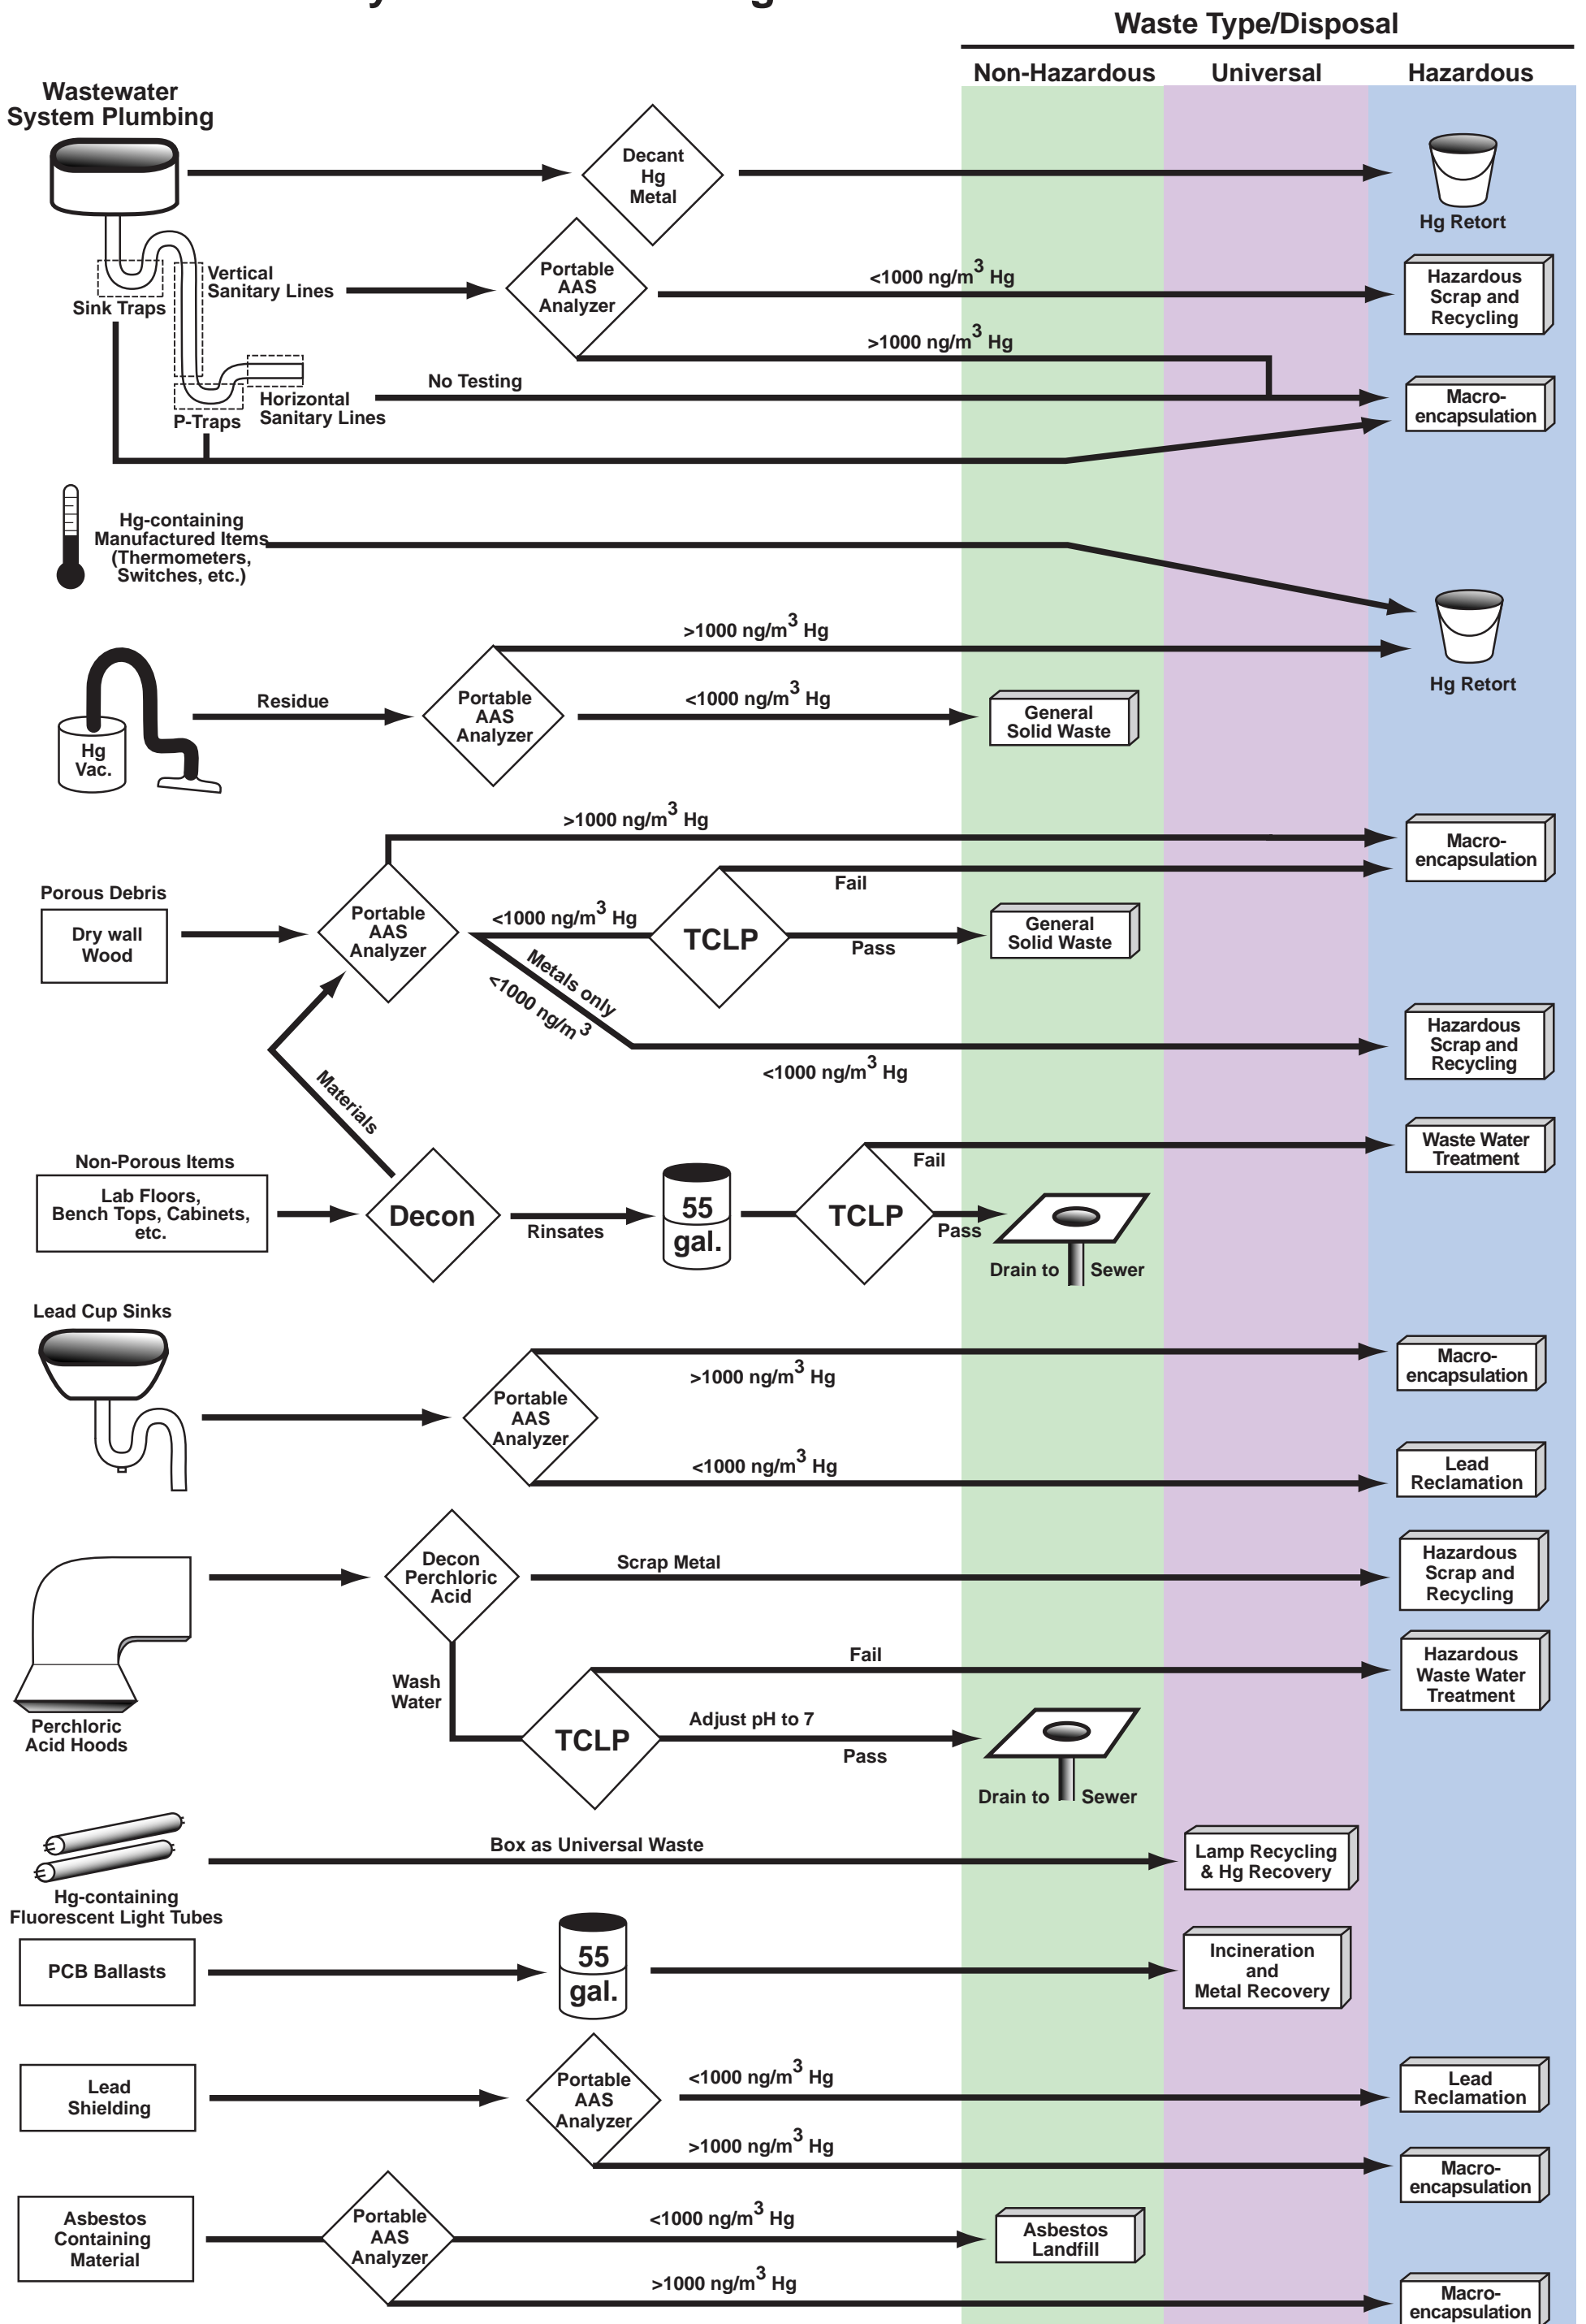 Waste Type/Disposal
Non-Hazardous
Universal
Hazardous
Wastewater
System Plumbing
Decant
Hg
Metal
Hg Retort
Vertical
Sanitary Lines
Sink Traps
Portable
AAS
Analyzer
<1000 ng/m3 Hg
Hazardous
Scrap and
Recycling
>1000 ng/m3 Hg
No Testing
Horizontal
Sanitary Lines
P-Traps
Macro-
encapsulation
Hg-containing
Manufactured Items
(Thermometers,
Switches, etc.)
>1000 ng/m3 Hg
Hg Retort
Hg
Vac.
Residue
Portable
AAS
Analyzer
<1000 ng/m3 Hg
General
Solid Waste
>1000 ng/m3 Hg
Macro-
encapsulation
Porous Debris
Dry wall
Wood
Portable
AAS
Analyzer
<1000 ng/m3 Hg
TCLP
Fail
Pass
General
Solid Waste
Metals only
<1000 ng/m3
<1000 ng/m3 Hg
Hazardous
Scrap and
Recycling
Materials
Non-Porous Items
Lab Floors,
Bench Tops, Cabinets,
etc.
Decon
Rinsates
55
gal.
TCLP
Fail
Waste Water
Treatment
Pass
Drain to
Sewer
Lead Cup Sinks
Portable
AAS
Analyzer
>1000 ng/m3 Hg
Macro-
encapsulation
<1000 ng/m3 Hg
Lead
Reclamation
Perchloric
Acid Hoods
Decon
Perchloric
Acid
Scrap Metal
Hazardous
Scrap and
Recycling
Wash
Water
TCLP
Fail
Hazardous
Waste Water
Treatment
Adjust pH to 7
Pass
Drain to
Sewer
Hg-containing
Fluorescent Light Tubes
Box as Universal Waste
Lamp Recycling
& Hg Recovery
PCB Ballasts
55
gal.
Incineration
and
Metal Recovery
Lead
Shielding
Portable
AAS
Analyzer
<1000 ng/m3 Hg
Lead
Reclamation
>1000 ng/m3 Hg
Macro-
encapsulation
Asbestos
Containing
Material
Portable
AAS
Analyzer
<1000 ng/m3 Hg
Asbestos
Landfill
>1000 ng/m3 Hg
Macro-
encapsulation